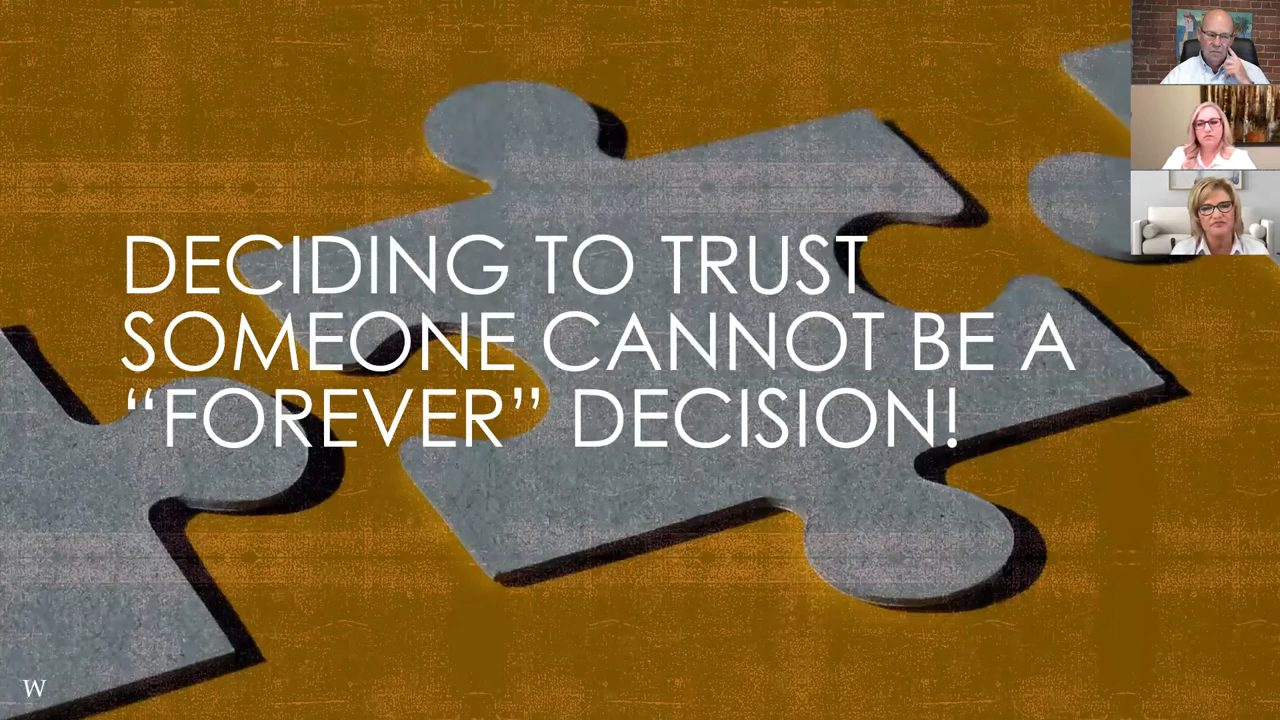 DECIDING TO TRUST
SOMEONE CANNOT BE A
“FOREVER” DECISION!
W